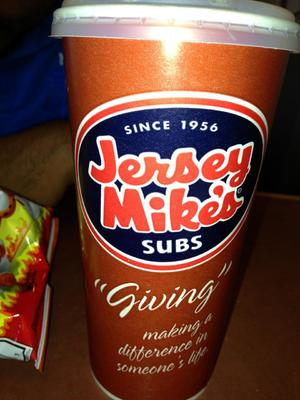 SINCE 1956
Jersey
Mike's
SUBS
"Giving"
making a
difference in
someone's life